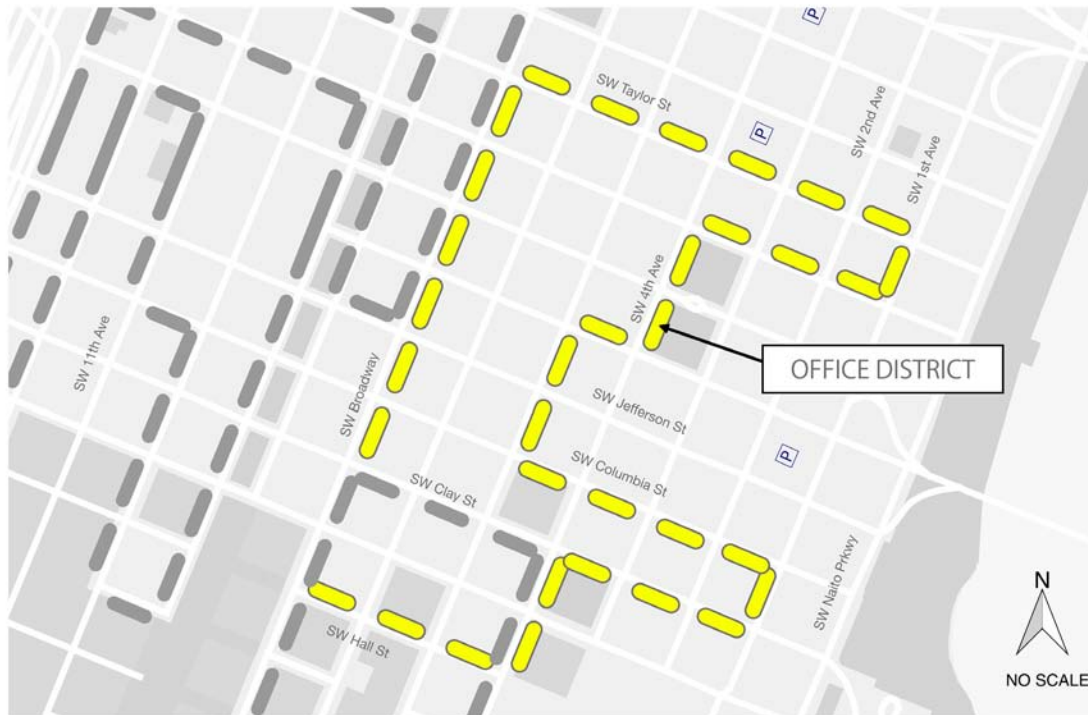 P
SW Taylor St
SW 2nd Ave
P
SW 1st Ave
SW 4th Ave
SW 11th Ave
SW Broadway
OFFICE DISTRICT
SW Jefferson St
SW Columbia St
P
SW Clay St
SW Naito Prkwy
SW Hall St
N
NO SCALE